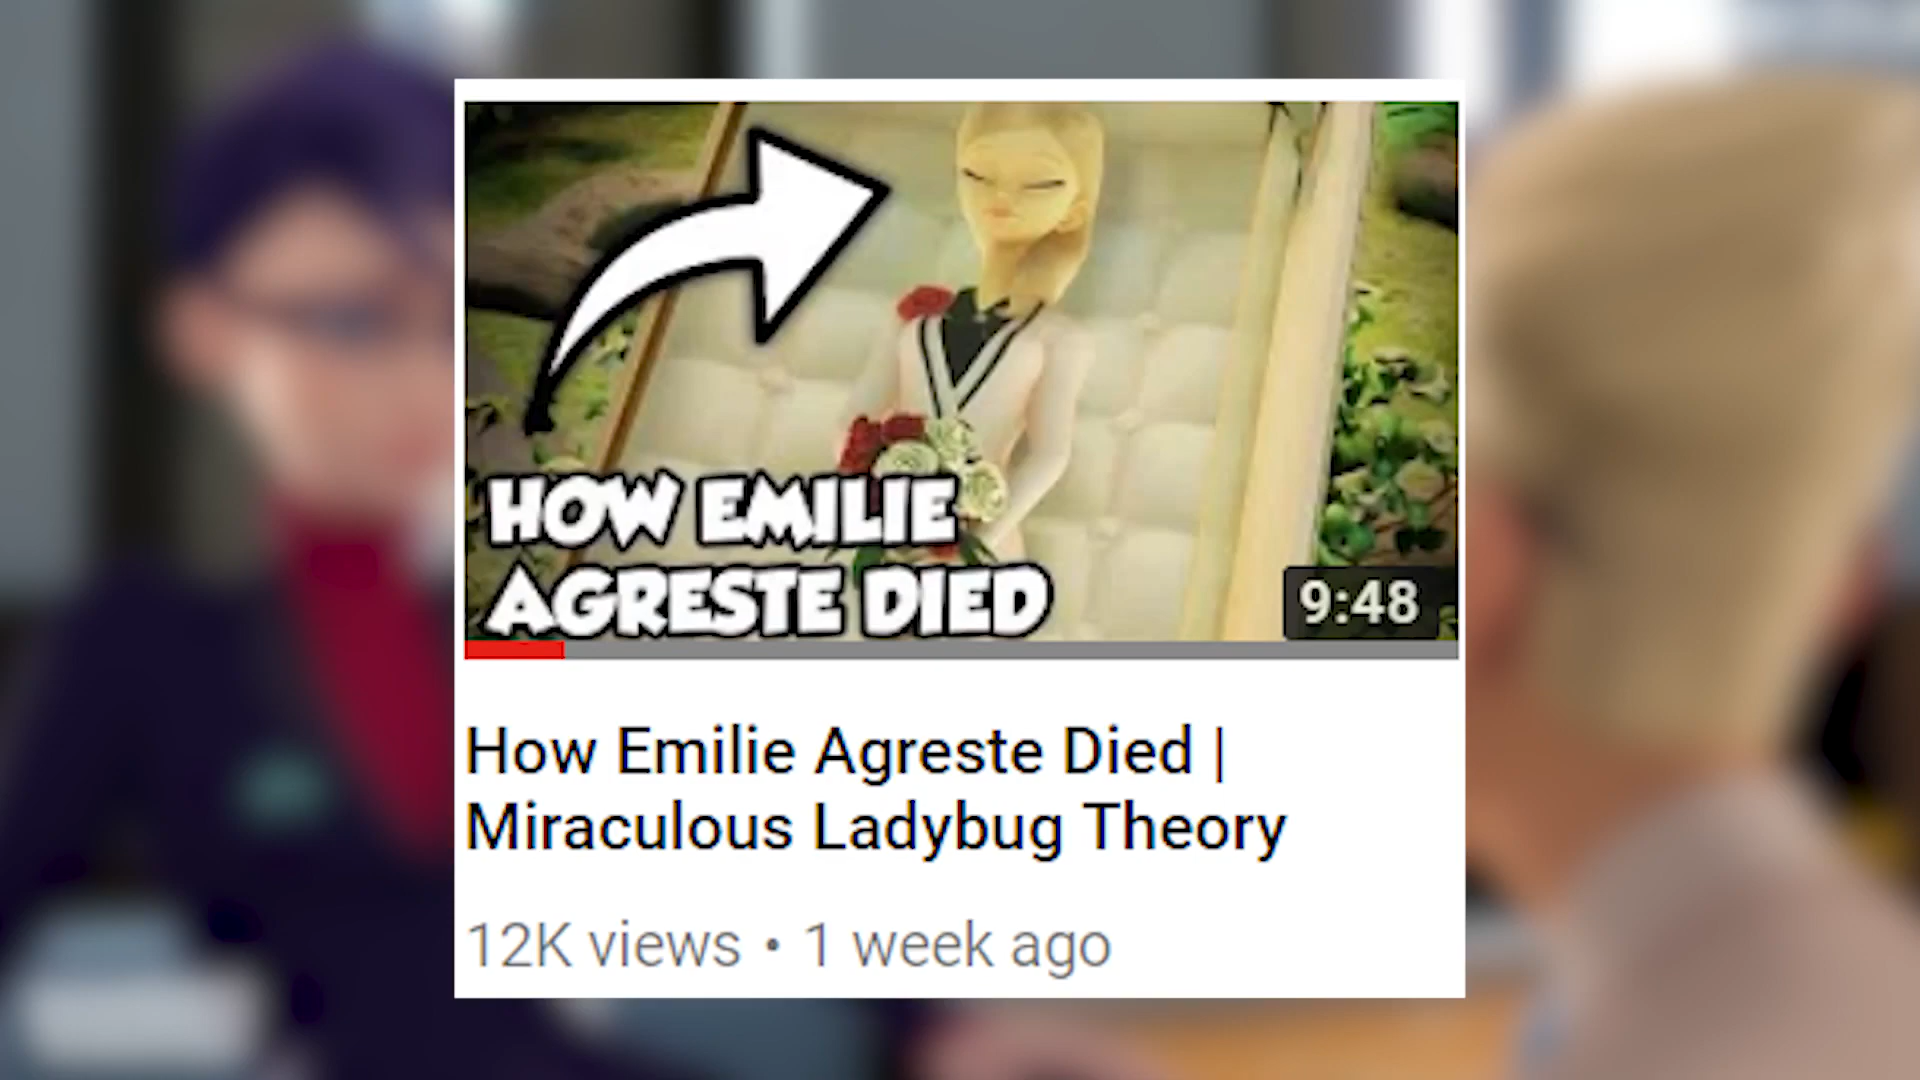 HOW EMILIE
AGRESTE DIED
9:48
How Emilie Agreste Died |
Miraculous Ladybug Theory
12K views • 1 week ago